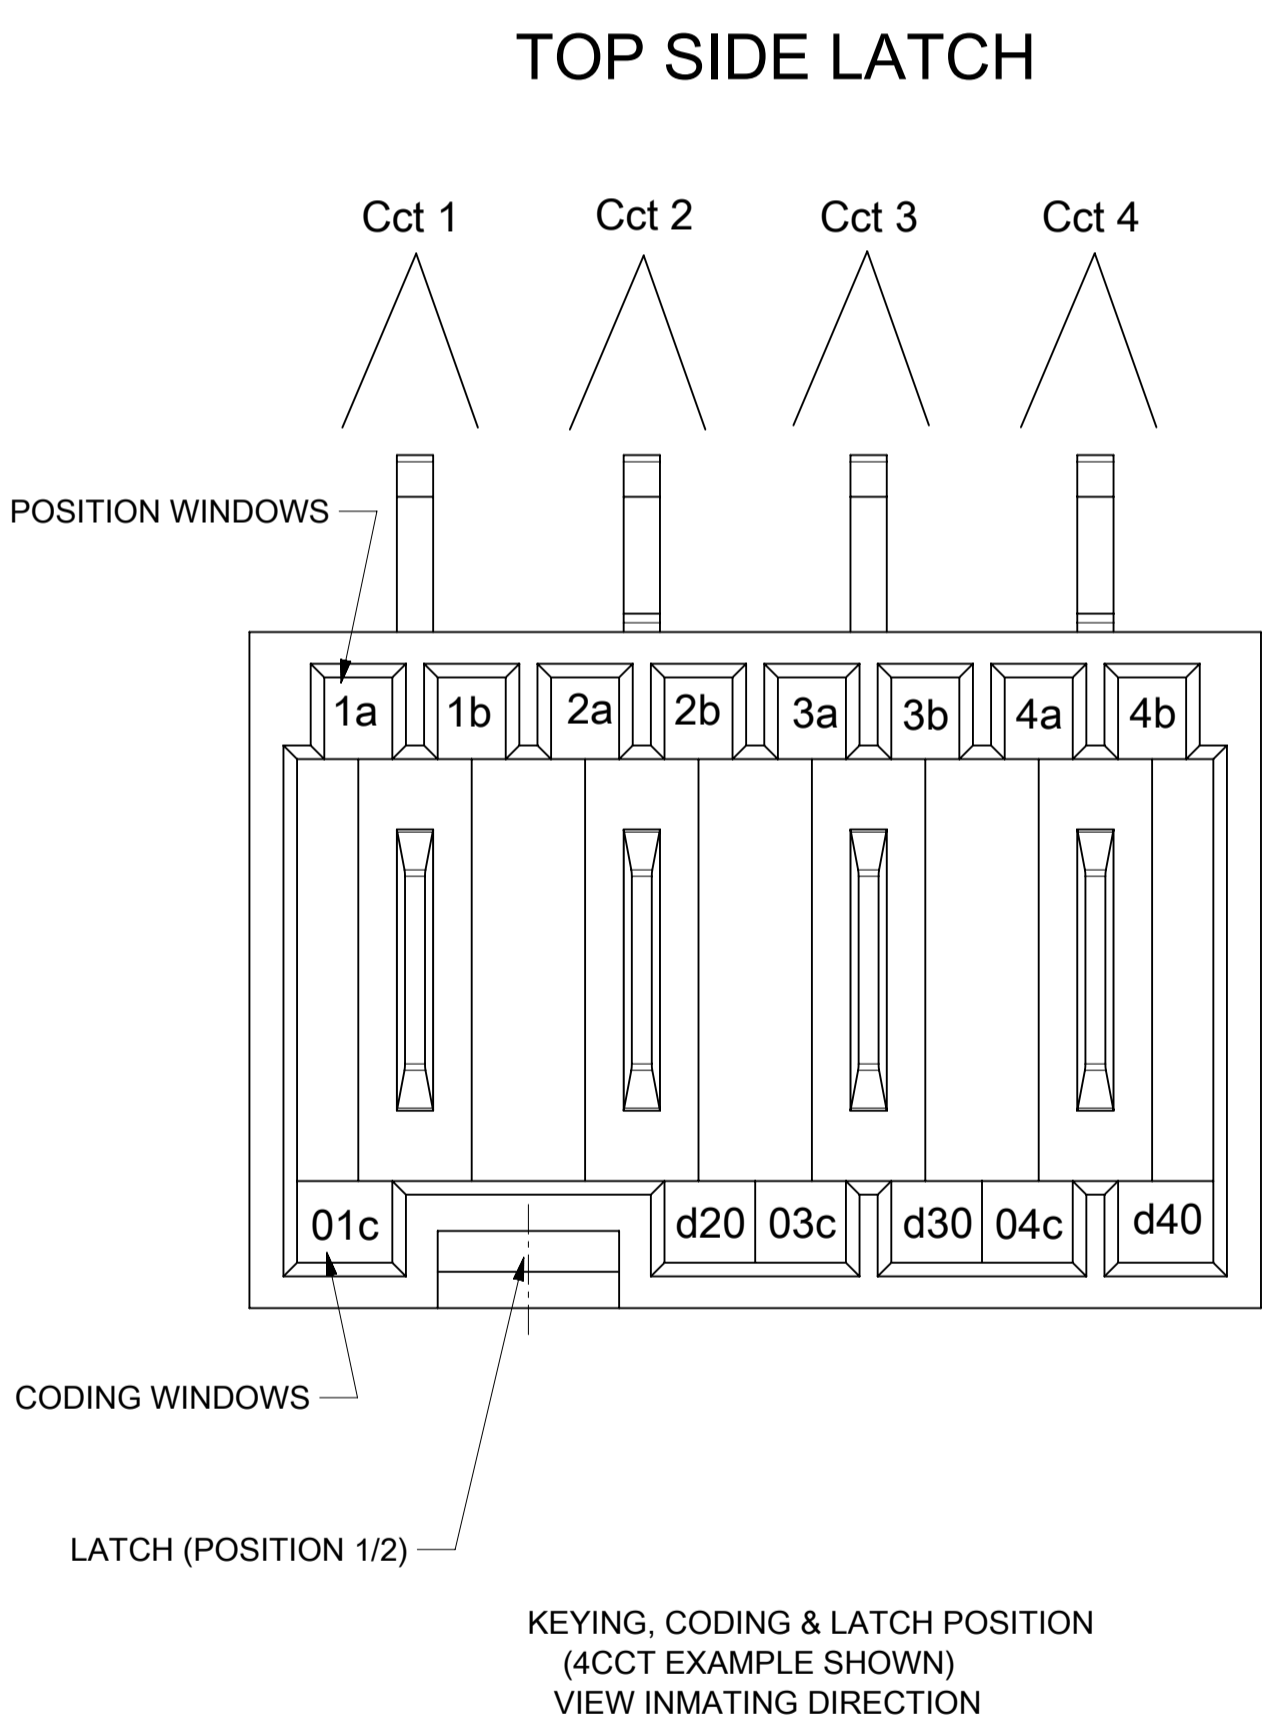 TOP SIDE LATCH
Cct 1 Cct 2 Cct 3 Cct 4
POSITION WINDOWS
1a 1b 2a 2b 3a 3b 4a 4b
01c d20 03c d30 04c d40
CODING WINDOWS
LATCH (POSITION 1/2)
KEYING, CODING & LATCH POSITION
(4CCT EXAMPLE SHOWN)
VIEW INMATING DIRECTION